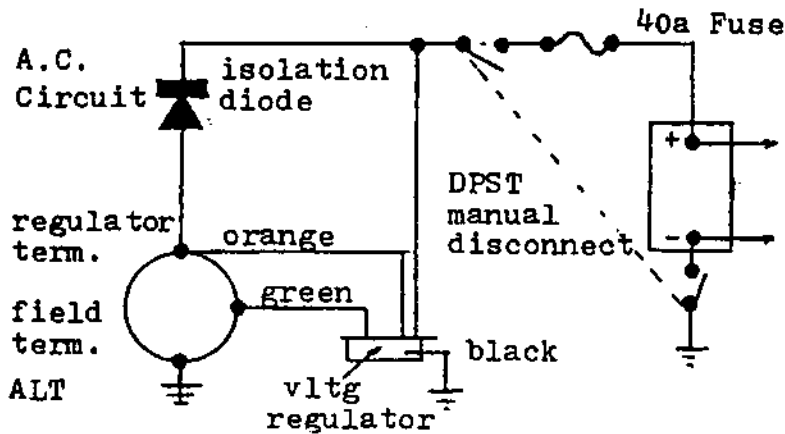 40a Fuse
A.C.
Circuit
isolation
diode
+
DPST
manual
disconnect
-
regulator
term.
orange
green
field
term.
black
ALT
vltg
regulator